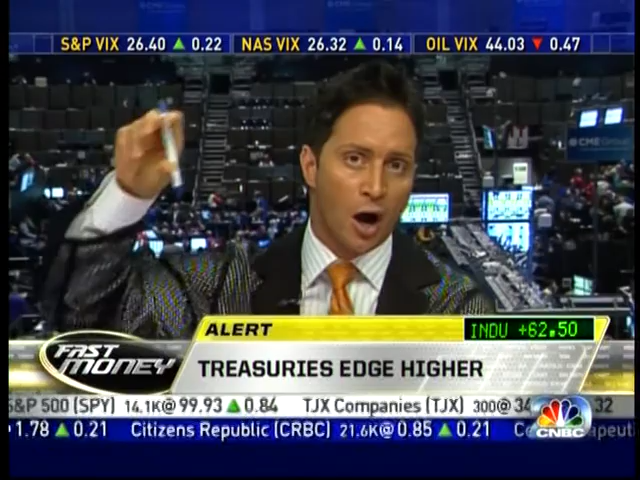 S&P VIX 26.40 ▲ 0.22 NAS VIX 26.32 ▲ 0.14 OIL VIX 44.03 ▼ 0.47
CME Group
ALERT INDU +62.50
FAST MONEY
TREASURIES EDGE HIGHER
&P 500 (SPY) 14.1K@ 99.93 ▲ 0.84 TJX Companies (TJX) 300@ 34 32
CNBC
1.78 ▲ 0.21 Citizens Republic (CRBC) 21.6K@ 0.85 ▲ 0.21